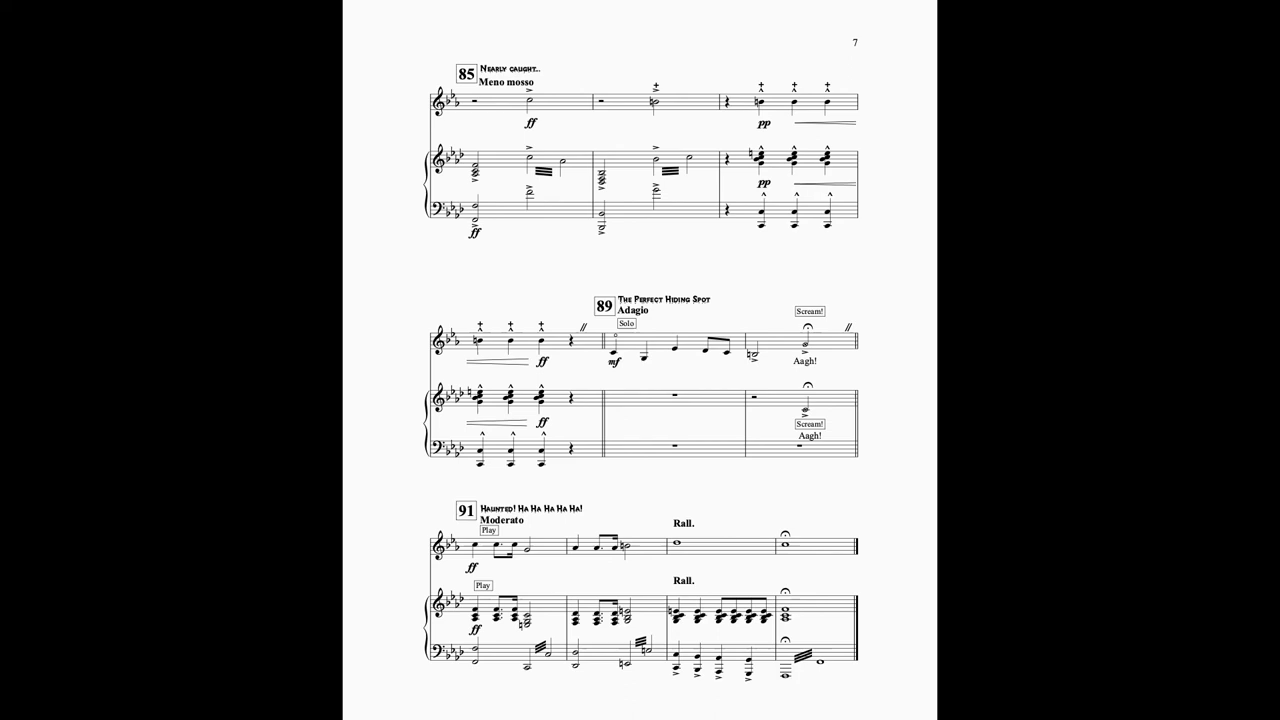 7
85 Nearly caught...
Meno mosso
ff
pp
pp
ff
89 The Perfect Hiding Spot
Adagio
Solo
Scream!
ff
mf
Aagh!
ff
Scream!
Aagh!
91 Haunted! Ha Ha Ha Ha Ha!
Moderato
Play
Rall.
ff
Play
Rall.
ff